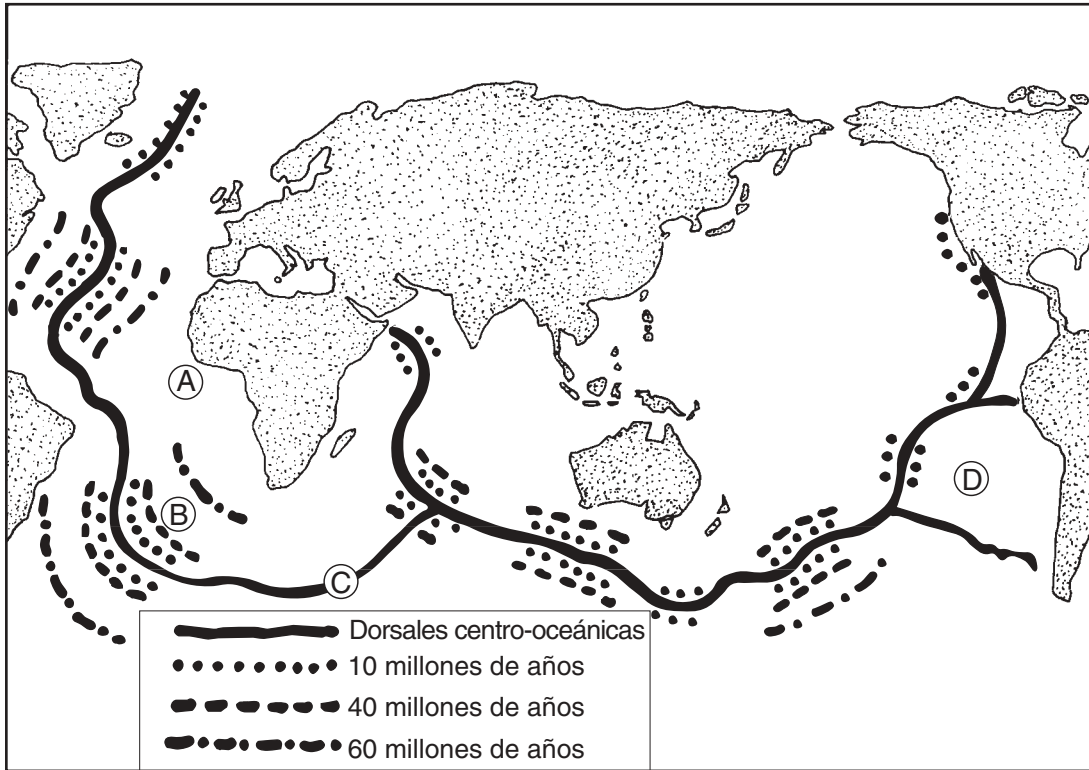 A
B
C
D
Dorsales centro-oceánicas
10 millones de años
40 millones de años
60 millones de años